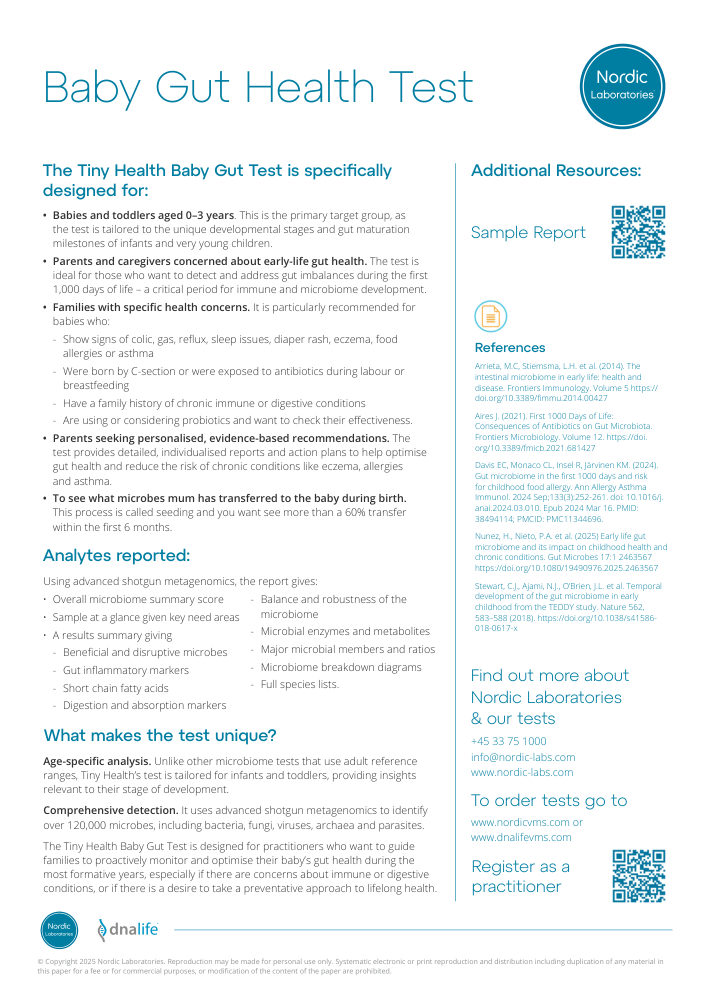 Baby Gut Health Test
Nordic
Laboratories
The Tiny Health Baby Gut Test is specifically
designed for:
• Babies and toddlers aged 0–3 years. This is the primary target group, as
the test is tailored to the unique developmental stages and gut maturation
milestones of infants and very young children.
• Parents and caregivers concerned about early-life gut health. The test is
ideal for those who want to detect and address gut imbalances during the first
1,000 days of life – a critical period for immune and microbiome development.
• Families with specific health concerns. It is particularly recommended for
babies who:
- Show signs of colic, gas, reflux, sleep issues, diaper rash, eczema, food
allergies or asthma
- Were born by C-section or were exposed to antibiotics during labour or
breastfeeding
- Have a family history of chronic immune or digestive conditions
- Are using or considering probiotics and want to check their effectiveness.
• Parents seeking personalised, evidence-based recommendations. The
test provides detailed, individualised reports and action plans to help optimise
gut health and reduce the risk of chronic conditions like eczema, allergies
and asthma.
• To see what microbes mum has transferred to the baby during birth.
This process is called seeding and you want see more than a 60% transfer
within the first 6 months.
Analytes reported:
Using advanced shotgun metagenomics, the report gives:
• Overall microbiome summary score
• Sample at a glance given key need areas
• A results summary giving
- Beneficial and disruptive microbes
- Gut inflammatory markers
- Short chain fatty acids
- Digestion and absorption markers
- Balance and robustness of the
microbiome
- Microbial enzymes and metabolites
- Major microbial members and ratios
- Microbiome breakdown diagrams
- Full species lists.
What makes the test unique?
Age-specific analysis. Unlike other microbiome tests that use adult reference
ranges, Tiny Health's test is tailored for infants and toddlers, providing insights
relevant to their stage of development.
Comprehensive detection. It uses advanced shotgun metagenomics to identify
over 120,000 microbes, including bacteria, fungi, viruses, archaea and parasites.
The Tiny Health Baby Gut Test is designed for practitioners who want to guide
families to proactively monitor and optimise their baby's gut health during the
most formative years, especially if there are concerns about immune or digestive
conditions, or if there is a desire to take a preventative approach to lifelong health.
Additional Resources:
Sample Report
References
Arrieta, M.C, Stiemsma, L.H. et al. (2014). The
intestinal microbiome in early life: health and
disease. Frontiers Immunology. Volume 5 https://
doi.org/10.3389/fimmu.2014.00427
Aires J. (2021). First 1000 Days of Life:
Consequences of Antibiotics on Gut Microbiota.
Frontiers Microbiology. Volume 12. https://doi.
org/10.3389/fmicb.2021.681427
Davis EC, Monaco CL, Insel R, Järvinen KM. (2024).
Gut microbiome in the first 1000 days and risk
for childhood food allergy. Ann Allergy Asthma
Immunol. 2024 Sep;133(3):252-261. doi: 10.1016/j.
anai.2024.03.010. Epub 2024 Mar 16. PMID:
38494114; PMCID: PMC11344696.
Nunez, H., Nieto, P.A. et al. (2025) Early life gut
microbiome and its impact on childhood health and
chronic conditions. Gut Microbes 17:1 2463567
https://doi.org/10.1080/19490976.2025.2463567
Stewart, C.J., Ajami, N.J., O'Brien, J.L. et al. Temporal
development of the gut microbiome in early
childhood from the TEDDY study. Nature 562,
583–588 (2018). https://doi.org/10.1038/s41586-
018-0617-x
Find out more about
Nordic Laboratories
& our tests
+45 33 75 1000
info@nordic-labs.com
www.nordic-labs.com
To order tests go to
www.nordicvms.com or
www.dnalifevms.com
Register as a
practitioner
Nordic
Laboratories
dnalife
© Copyright 2025 Nordic Laboratories. Reproduction may be made for personal use only. Systematic electronic or print reproduction and distribution including duplication of any material in
this paper for a fee or for commercial purposes, or modification of the content of the paper are prohibited.